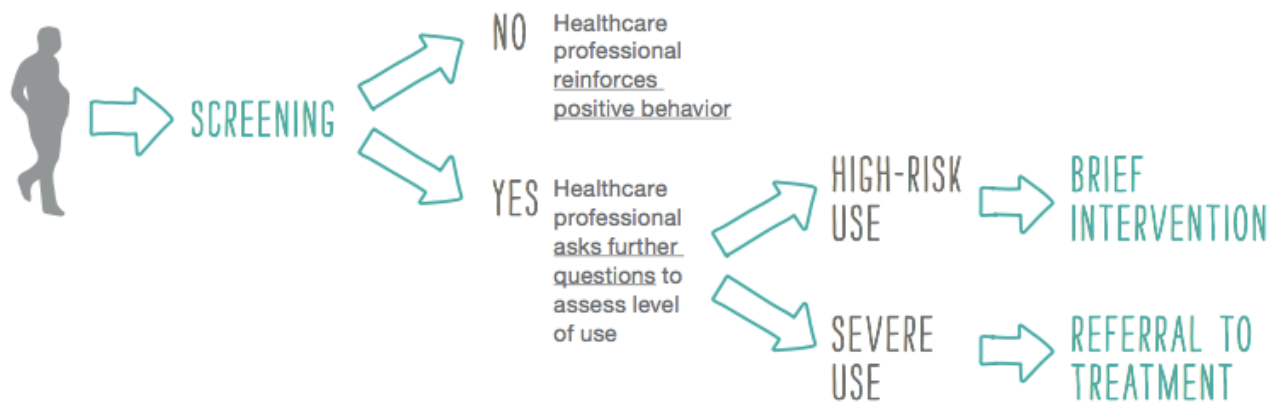 SCREENING
NO
Healthcare
professional
reinforces
positive behavior
YES
Healthcare
professional
asks further
questions to
assess level
of use
HIGH-RISK
USE
BRIEF
INTERVENTION
SEVERE
USE
REFERRAL TO
TREATMENT